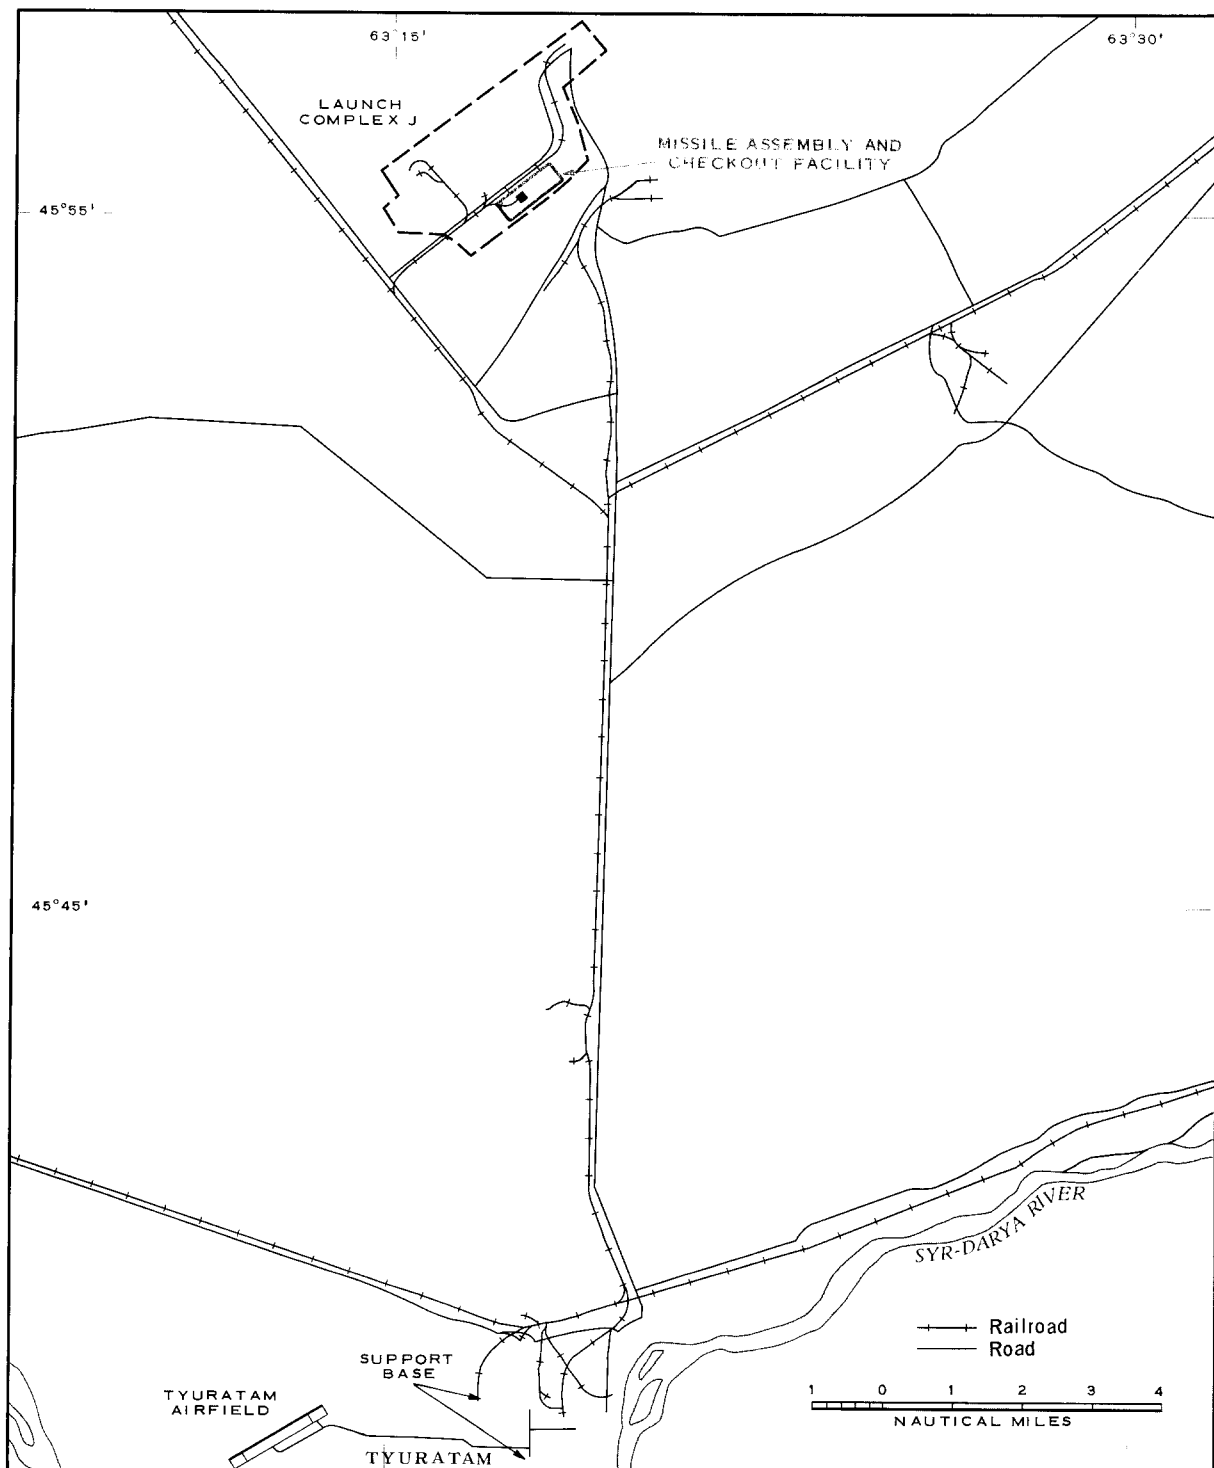 63°15'
63°30'
LAUNCH
COMPLEX J
MISSILE ASSEMBLY AND
CHECKOUT FACILITY
45°55'
45°45'
SYR-DARYA RIVER
Railroad
Road
SUPPORT
BASE
TYURATAM
AIRFIELD
1 0 1 2 3 4
NAUTICAL MILES
TYURATAM